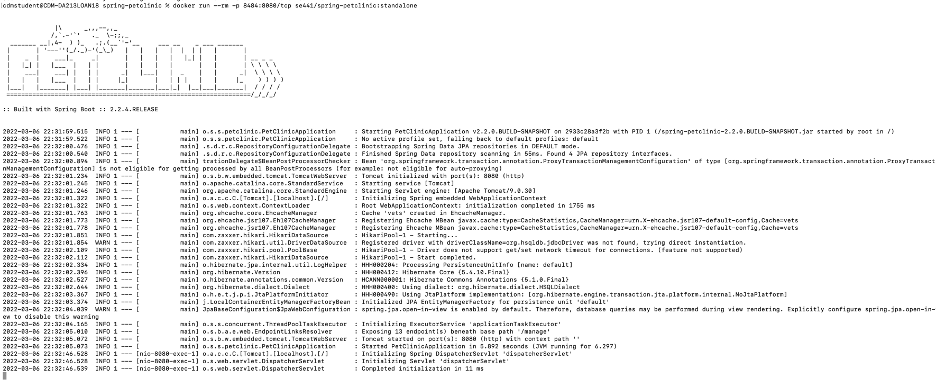 cdmstudent@CDM-DA213LOAN18 spring-petclinic % docker run --rm -p 8484:8080/tcp se441/spring-petclinic:standalone
:: Built with Spring Boot :: 2.2.4.RELEASE
2022-03-06 22:31:59.515 INFO 1 --- [ main] o.s.s.petclinic.PetClinicApplication : Starting PetClinicApplication v2.2.0.BUILD-SNAPSHOT on 2933c28a3f2b with PID 1 (/spring-petclinic-2.2.0.BUILD-SNAPSHOT.jar started by root in /)
2022-03-06 22:31:59.522 INFO 1 --- [ main] o.s.s.petclinic.PetClinicApplication : No active profile set, falling back to default profiles: default
2022-03-06 22:32:00.476 INFO 1 --- [ main] .s.d.r.c.RepositoryConfigurationDelegate : Bootstrapping Spring Data JPA repositories in DEFAULT mode.
2022-03-06 22:32:00.536 INFO 1 --- [ main] .s.d.r.c.RepositoryConfigurationDelegate : Finished Spring Data repository scanning in 55ms. Found 4 JPA repository interfaces.
2022-03-06 22:32:00.894 INFO 1 --- [ main] trationDelegate$BeanPostProcessorChecker : Bean 'org.springframework.transaction.annotation.ProxyTransactionManagementConfiguration' of type [org.springframework.transaction.annotation.ProxyTransactio
nManagementConfiguration] is not eligible for getting processed by all BeanPostProcessors (for example: not eligible for auto-proxying)
2022-03-06 22:32:01.234 INFO 1 --- [ main] o.s.b.w.embedded.tomcat.TomcatWebServer : Tomcat initialized with port(s): 8080 (http)
2022-03-06 22:32:01.245 INFO 1 --- [ main] o.apache.catalina.core.StandardService : Starting service [Tomcat]
2022-03-06 22:32:01.246 INFO 1 --- [ main] org.apache.catalina.core.StandardEngine : Starting Servlet engine: [Apache Tomcat/9.0.30]
2022-03-06 22:32:01.322 INFO 1 --- [ main] o.a.c.c.C.[Tomcat].[localhost].[/] : Initializing Spring embedded WebApplicationContext
2022-03-06 22:32:01.322 INFO 1 --- [ main] o.s.web.context.ContextLoader : Root WebApplicationContext: initialization completed in 1755 ms
2022-03-06 22:32:01.763 INFO 1 --- [ main] org.ehcache.core.EhcacheManager : Cache 'vets' created in EhcacheManager.
2022-03-06 22:32:01.773 INFO 1 --- [ main] org.ehcache.jsr107.Eh107CacheManager : Registering Ehcache MBean javax.cache:type=CacheStatistics,CacheManager=urn.X-ehcache.jsr107-default-config,Cache=vets
2022-03-06 22:32:01.778 INFO 1 --- [ main] org.ehcache.jsr107.Eh107CacheManager : Registering Ehcache MBean javax.cache:type=CacheStatistics,CacheManager=urn.X-ehcache.jsr107-default-config,Cache=vets
2022-03-06 22:32:01.851 INFO 1 --- [ main] com.zaxxer.hikari.HikariDataSource : HikariPool-1 - Starting...
2022-03-06 22:32:01.854 WARN 1 --- [ main] com.zaxxer.hikari.util.DriverDataSource : Registered driver with driverClassName=org.hsqldb.jdbcDriver was not found, trying direct instantiation.
2022-03-06 22:32:02.109 INFO 1 --- [ main] com.zaxxer.hikari.pool.PoolBase : HikariPool-1 - Driver does not support get/set network timeout for connections. (feature not supported)
2022-03-06 22:32:02.112 INFO 1 --- [ main] com.zaxxer.hikari.HikariDataSource : HikariPool-1 - Start completed.
2022-03-06 22:32:02.334 INFO 1 --- [ main] o.hibernate.jpa.internal.util.LogHelper : HHH000204: Processing PersistenceUnitInfo [name: default]
2022-03-06 22:32:02.396 INFO 1 --- [ main] org.hibernate.Version : HHH000412: Hibernate Core {5.4.10.Final}
2022-03-06 22:32:02.527 INFO 1 --- [ main] o.hibernate.annotations.common.Version : HCANN000001: Hibernate Commons Annotations {5.1.0.Final}
2022-03-06 22:32:02.644 INFO 1 --- [ main] org.hibernate.dialect.Dialect : HHH000400: Using dialect: org.hibernate.dialect.HSQLDialect
2022-03-06 22:32:03.367 INFO 1 --- [ main] o.h.e.t.j.p.i.JtaPlatformInitiator : HHH000490: Using JtaPlatform implementation: [org.hibernate.engine.transaction.jta.platform.internal.NoJtaPlatform]
2022-03-06 22:32:03.374 INFO 1 --- [ main] j.LocalContainerEntityManagerFactoryBean : Initialized JPA EntityManagerFactory for persistence unit 'default'
2022-03-06 22:32:04.039 WARN 1 --- [ main] JpaBaseConfiguration$JpaWebConfiguration : spring.jpa.open-in-view is enabled by default. Therefore, database queries may be performed during view rendering. Explicitly configure spring.jpa.open-in-v
iew to disable this warning
2022-03-06 22:32:04.165 INFO 1 --- [ main] o.s.s.concurrent.ThreadPoolTaskExecutor : Initializing ExecutorService 'applicationTaskExecutor'
2022-03-06 22:32:05.010 INFO 1 --- [ main] o.s.b.a.e.web.EndpointLinksResolver : Exposing 13 endpoint(s) beneath base path '/manage'
2022-03-06 22:32:05.072 INFO 1 --- [ main] o.s.b.w.embedded.tomcat.TomcatWebServer : Tomcat started on port(s): 8080 (http) with context path ''
2022-03-06 22:32:05.073 INFO 1 --- [ main] o.s.s.petclinic.PetClinicApplication : Started PetClinicApplication in 5.892 seconds (JVM running for 6.297)
2022-03-06 22:32:46.528 INFO 1 --- [nio-8080-exec-1] o.a.c.c.C.[Tomcat].[localhost].[/] : Initializing Spring DispatcherServlet 'dispatcherServlet'
2022-03-06 22:32:46.528 INFO 1 --- [nio-8080-exec-1] o.s.web.servlet.DispatcherServlet : Initializing Servlet 'dispatcherServlet'
2022-03-06 22:32:46.539 INFO 1 --- [nio-8080-exec-1] o.s.web.servlet.DispatcherServlet : Completed initialization in 11 ms